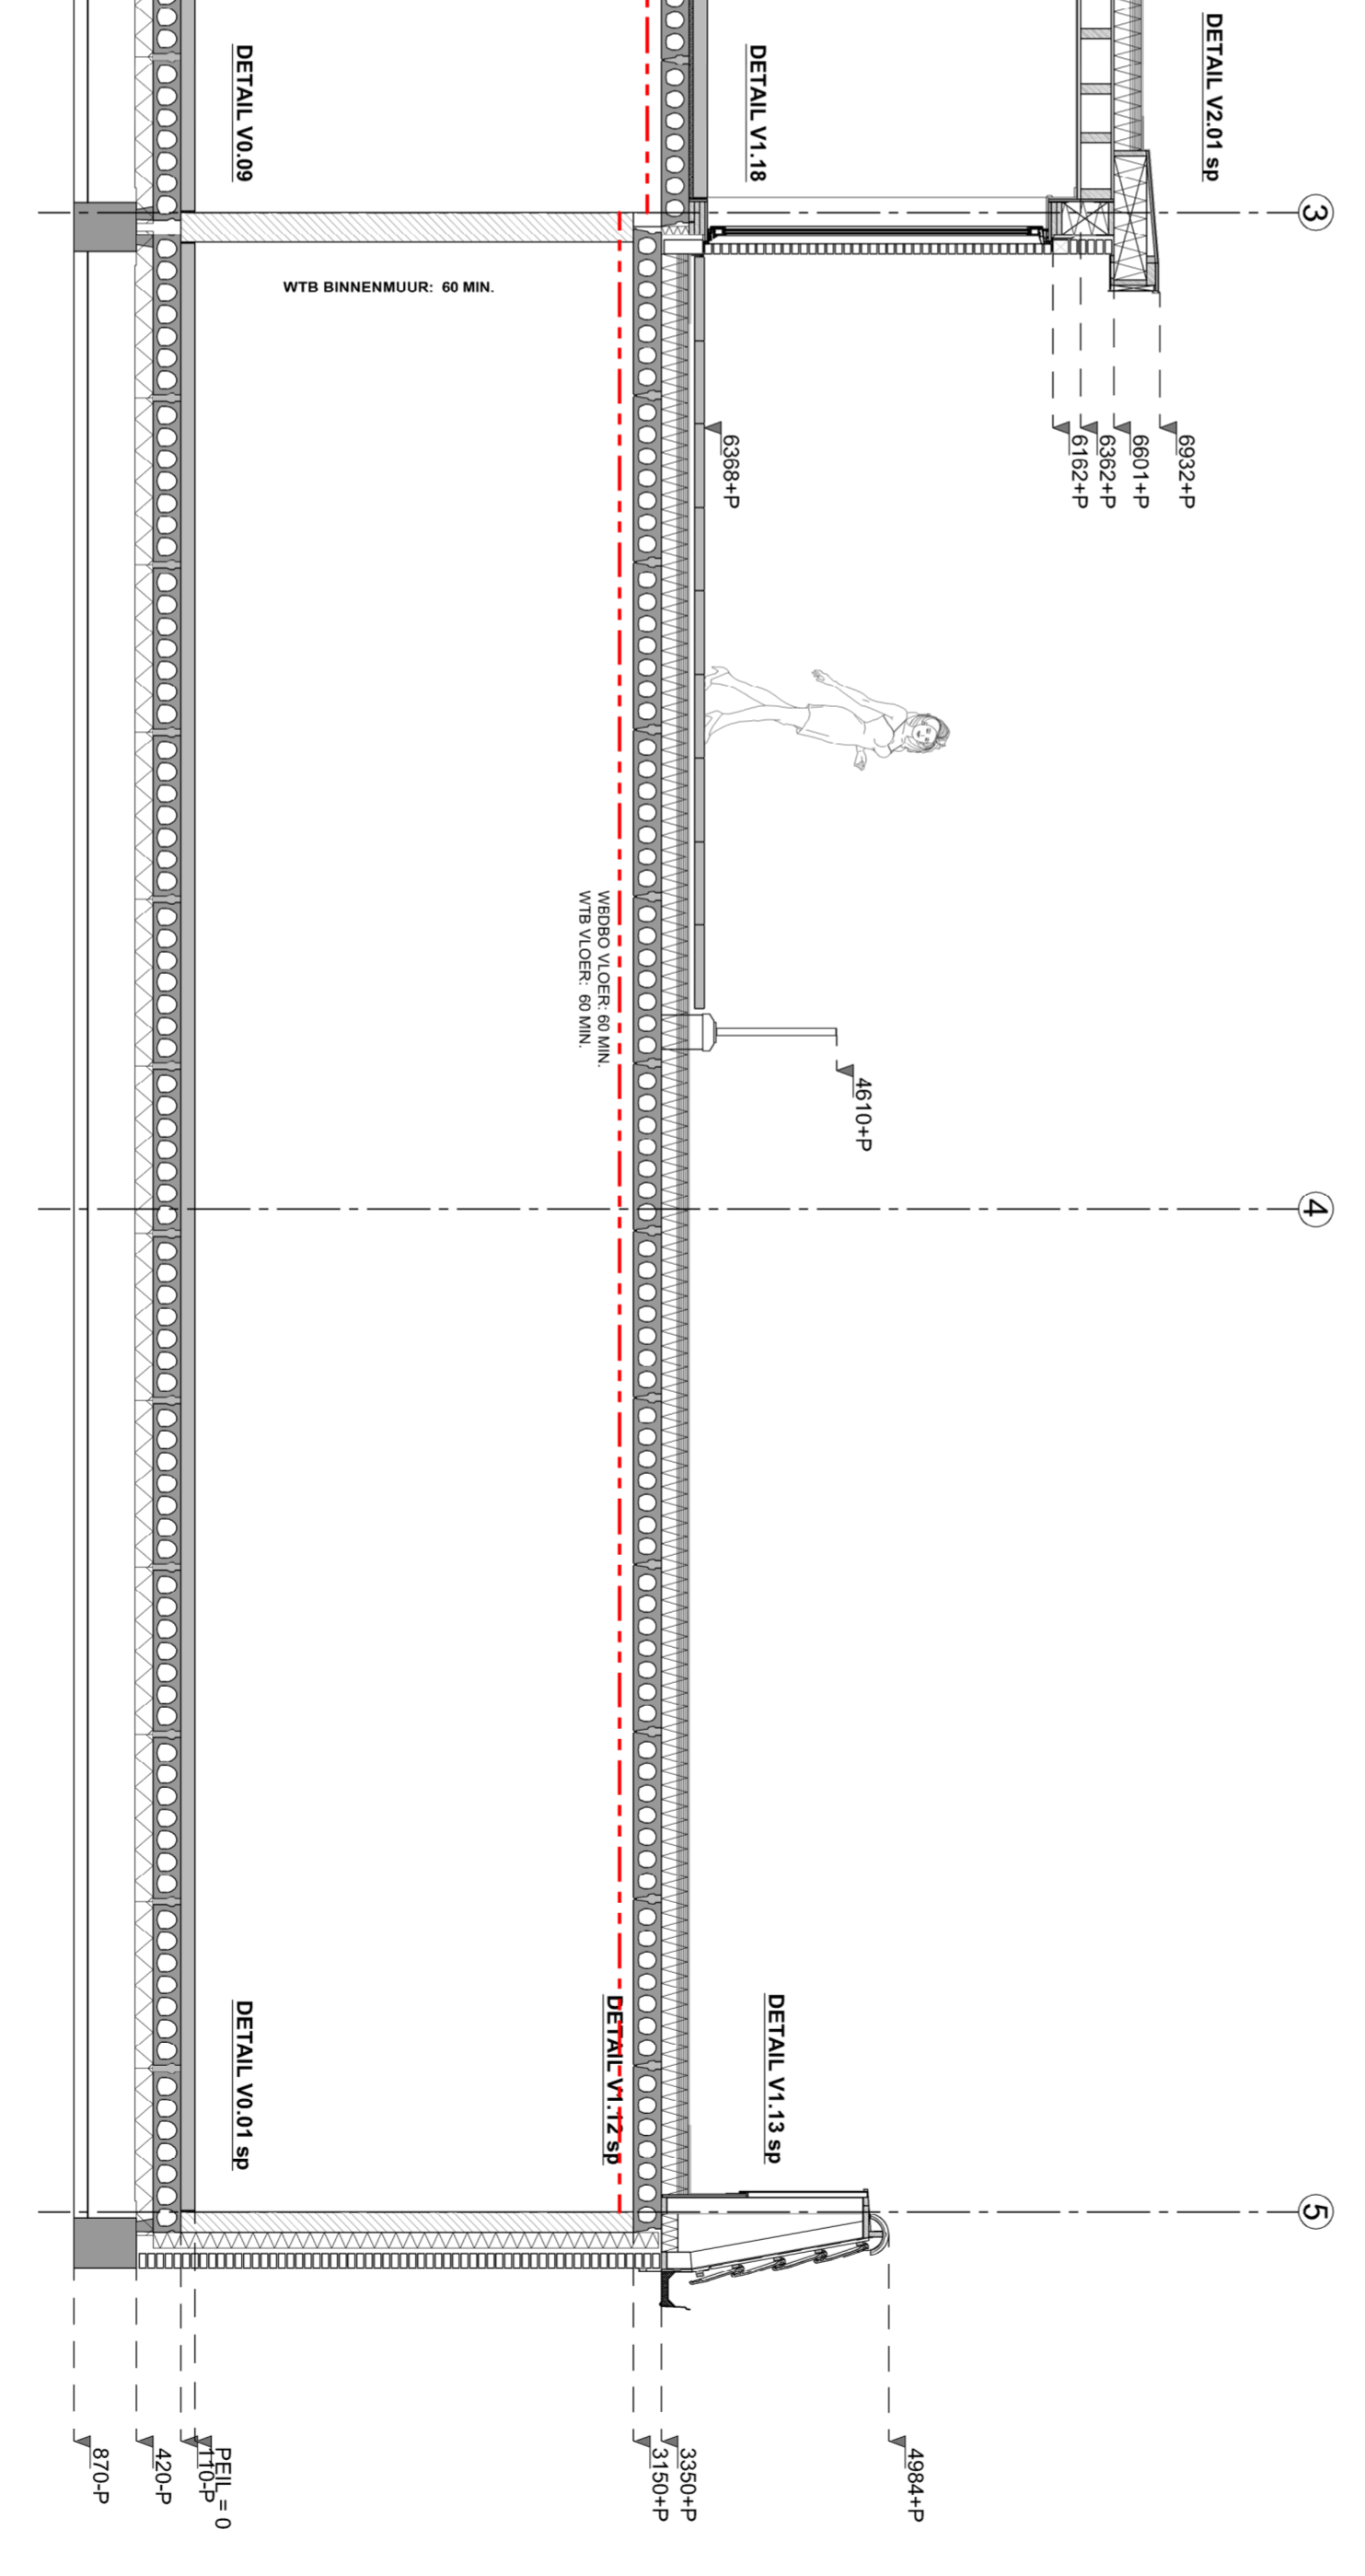 3
4
5
DETAIL V2.01 sp
DETAIL V1.18
DETAIL V0.09
6932+P
6601+P
6362+P
6162+P
6368+P
WTB BINNENMUUR: 60 MIN.
4610+P
WBDBO VLOER: 60 MIN.
WTB VLOER: 60 MIN.
DETAIL V1.13 sp
DETAIL V1.12 sp
DETAIL V0.01 sp
4984+P
3350+P
3150+P
PEIL = 0
110-P
420-P
870-P